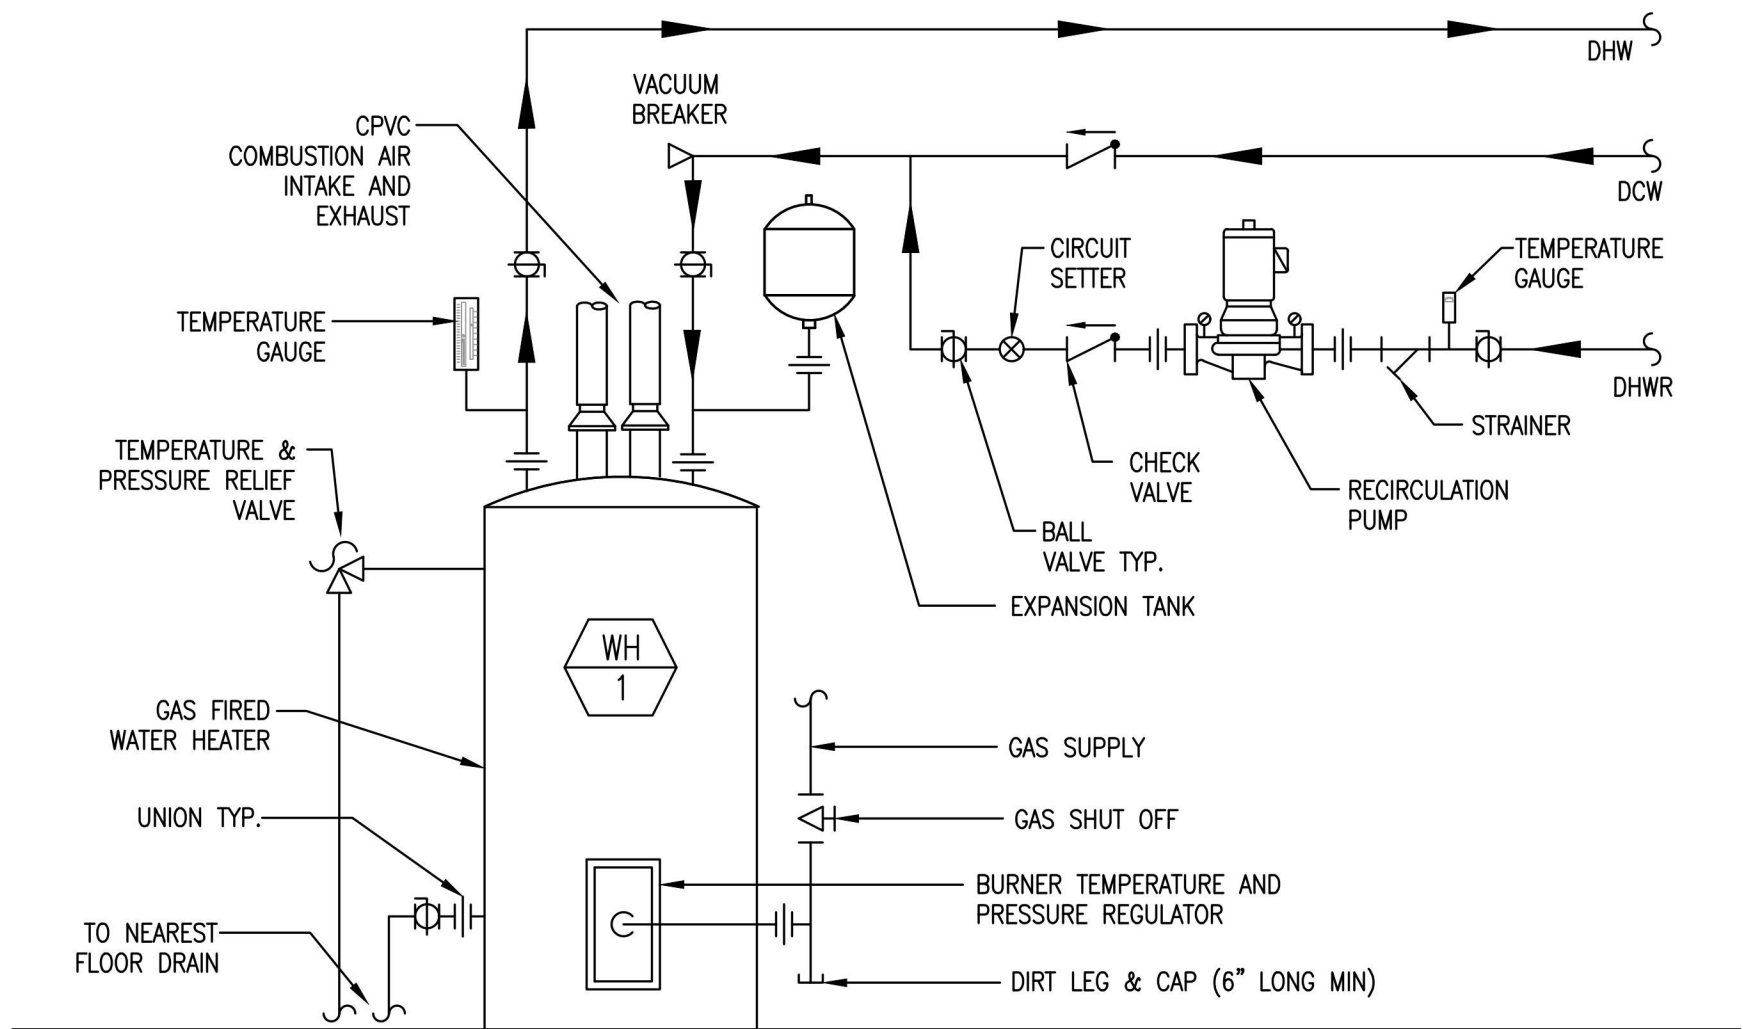 DHW
VACUUM
BREAKER
CPVC
COMBUSTION AIR
INTAKE AND
EXHAUST
DCW
CIRCUIT
SETTER
TEMPERATURE
GAUGE
TEMPERATURE
GAUGE
DHWR
STRAINER
TEMPERATURE &
PRESSURE RELIEF
VALVE
CHECK
VALVE
RECIRCULATION
PUMP
BALL
VALVE TYP.
EXPANSION TANK
WH
1
GAS FIRED
WATER HEATER
GAS SUPPLY
UNION TYP.
GAS SHUT OFF
BURNER TEMPERATURE AND
PRESSURE REGULATOR
TO NEAREST
FLOOR DRAIN
DIRT LEG & CAP (6" LONG MIN)